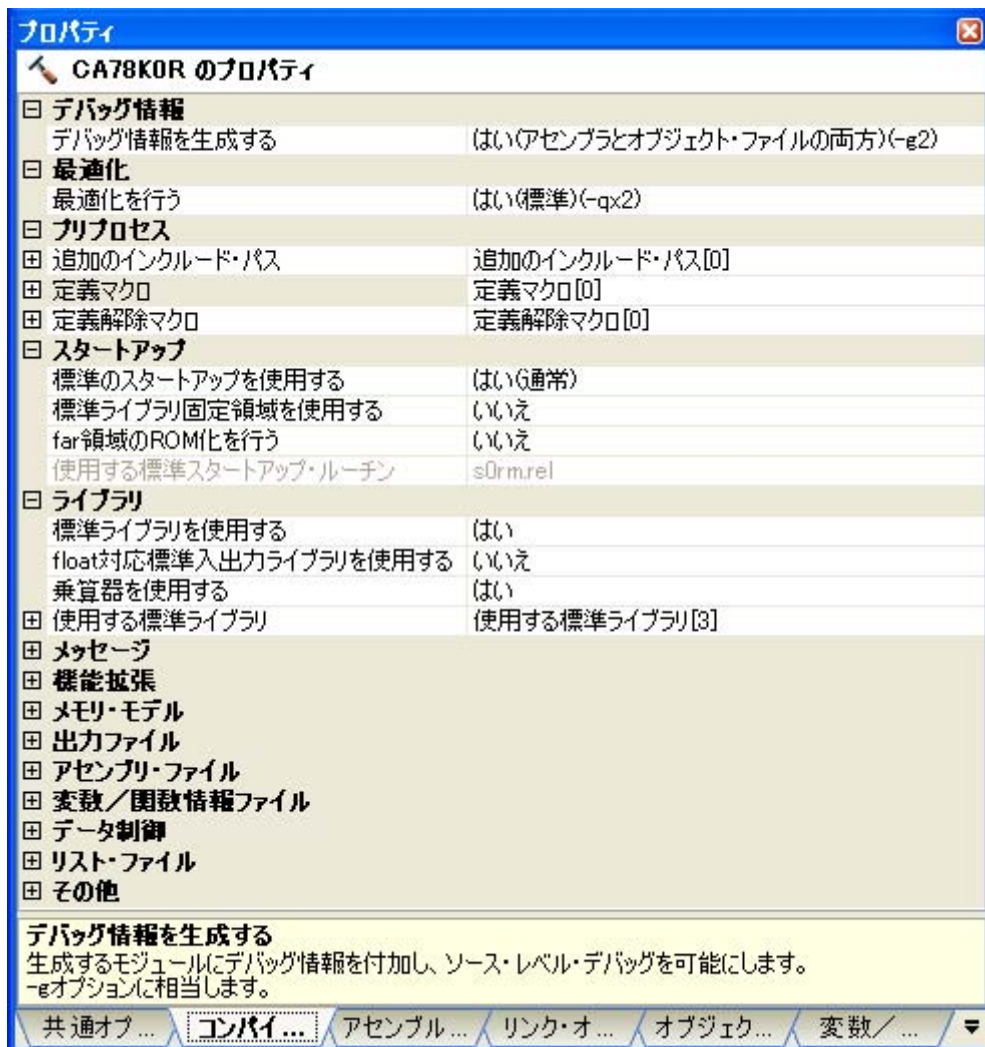 プロパティ
CA78K0R のプロパティ
デバッグ情報
デバッグ情報を生成する はい(アセンブラとオブジェクト・ファイルの両方)(-g2)
最適化
最適化を行う はい(標準)(-qx2)
プリプロセス
追加のインクルード・パス 追加のインクルード・パス[0]
定義マクロ 定義マクロ[0]
定義解除マクロ 定義解除マクロ[0]
スタートアップ
標準のスタートアップを使用する はい(通常)
標準ライブラリ固定領域を使用する いいえ
far領域のROM化を行う いいえ
使用する標準スタートアップ・ルーチン s0rm.rel
ライブラリ
標準ライブラリを使用する はい
float対応標準入出力ライブラリを使用する いいえ
乗算器を使用する はい
使用する標準ライブラリ 使用する標準ライブラリ[3]
メッセージ
機能拡張
メモリ・モデル
出力ファイル
アセンブリ・ファイル
変数／関数情報ファイル
データ制御
リスト・ファイル
その他
デバッグ情報を生成する
生成するモジュールにデバッグ情報を付加し、ソース・レベル・デバッグを可能にします。
-gオプションに相当します。
共通オプ... コンパイ... アセンブル... リンク・オ... オブジェク... 変数／...